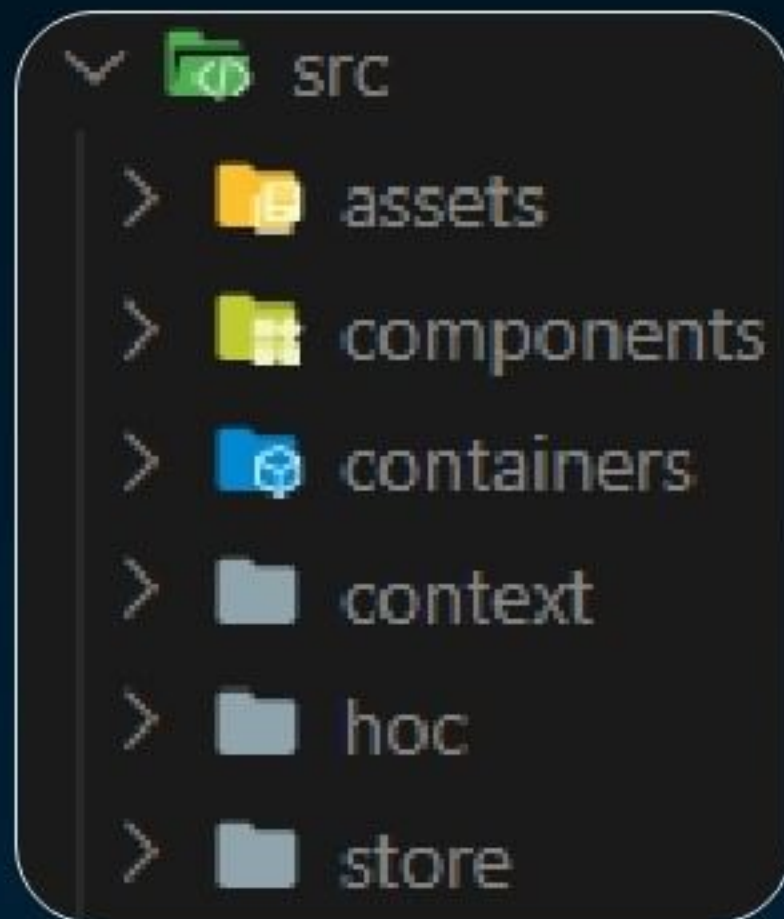 src
assets
components
containers
context
hoc
store